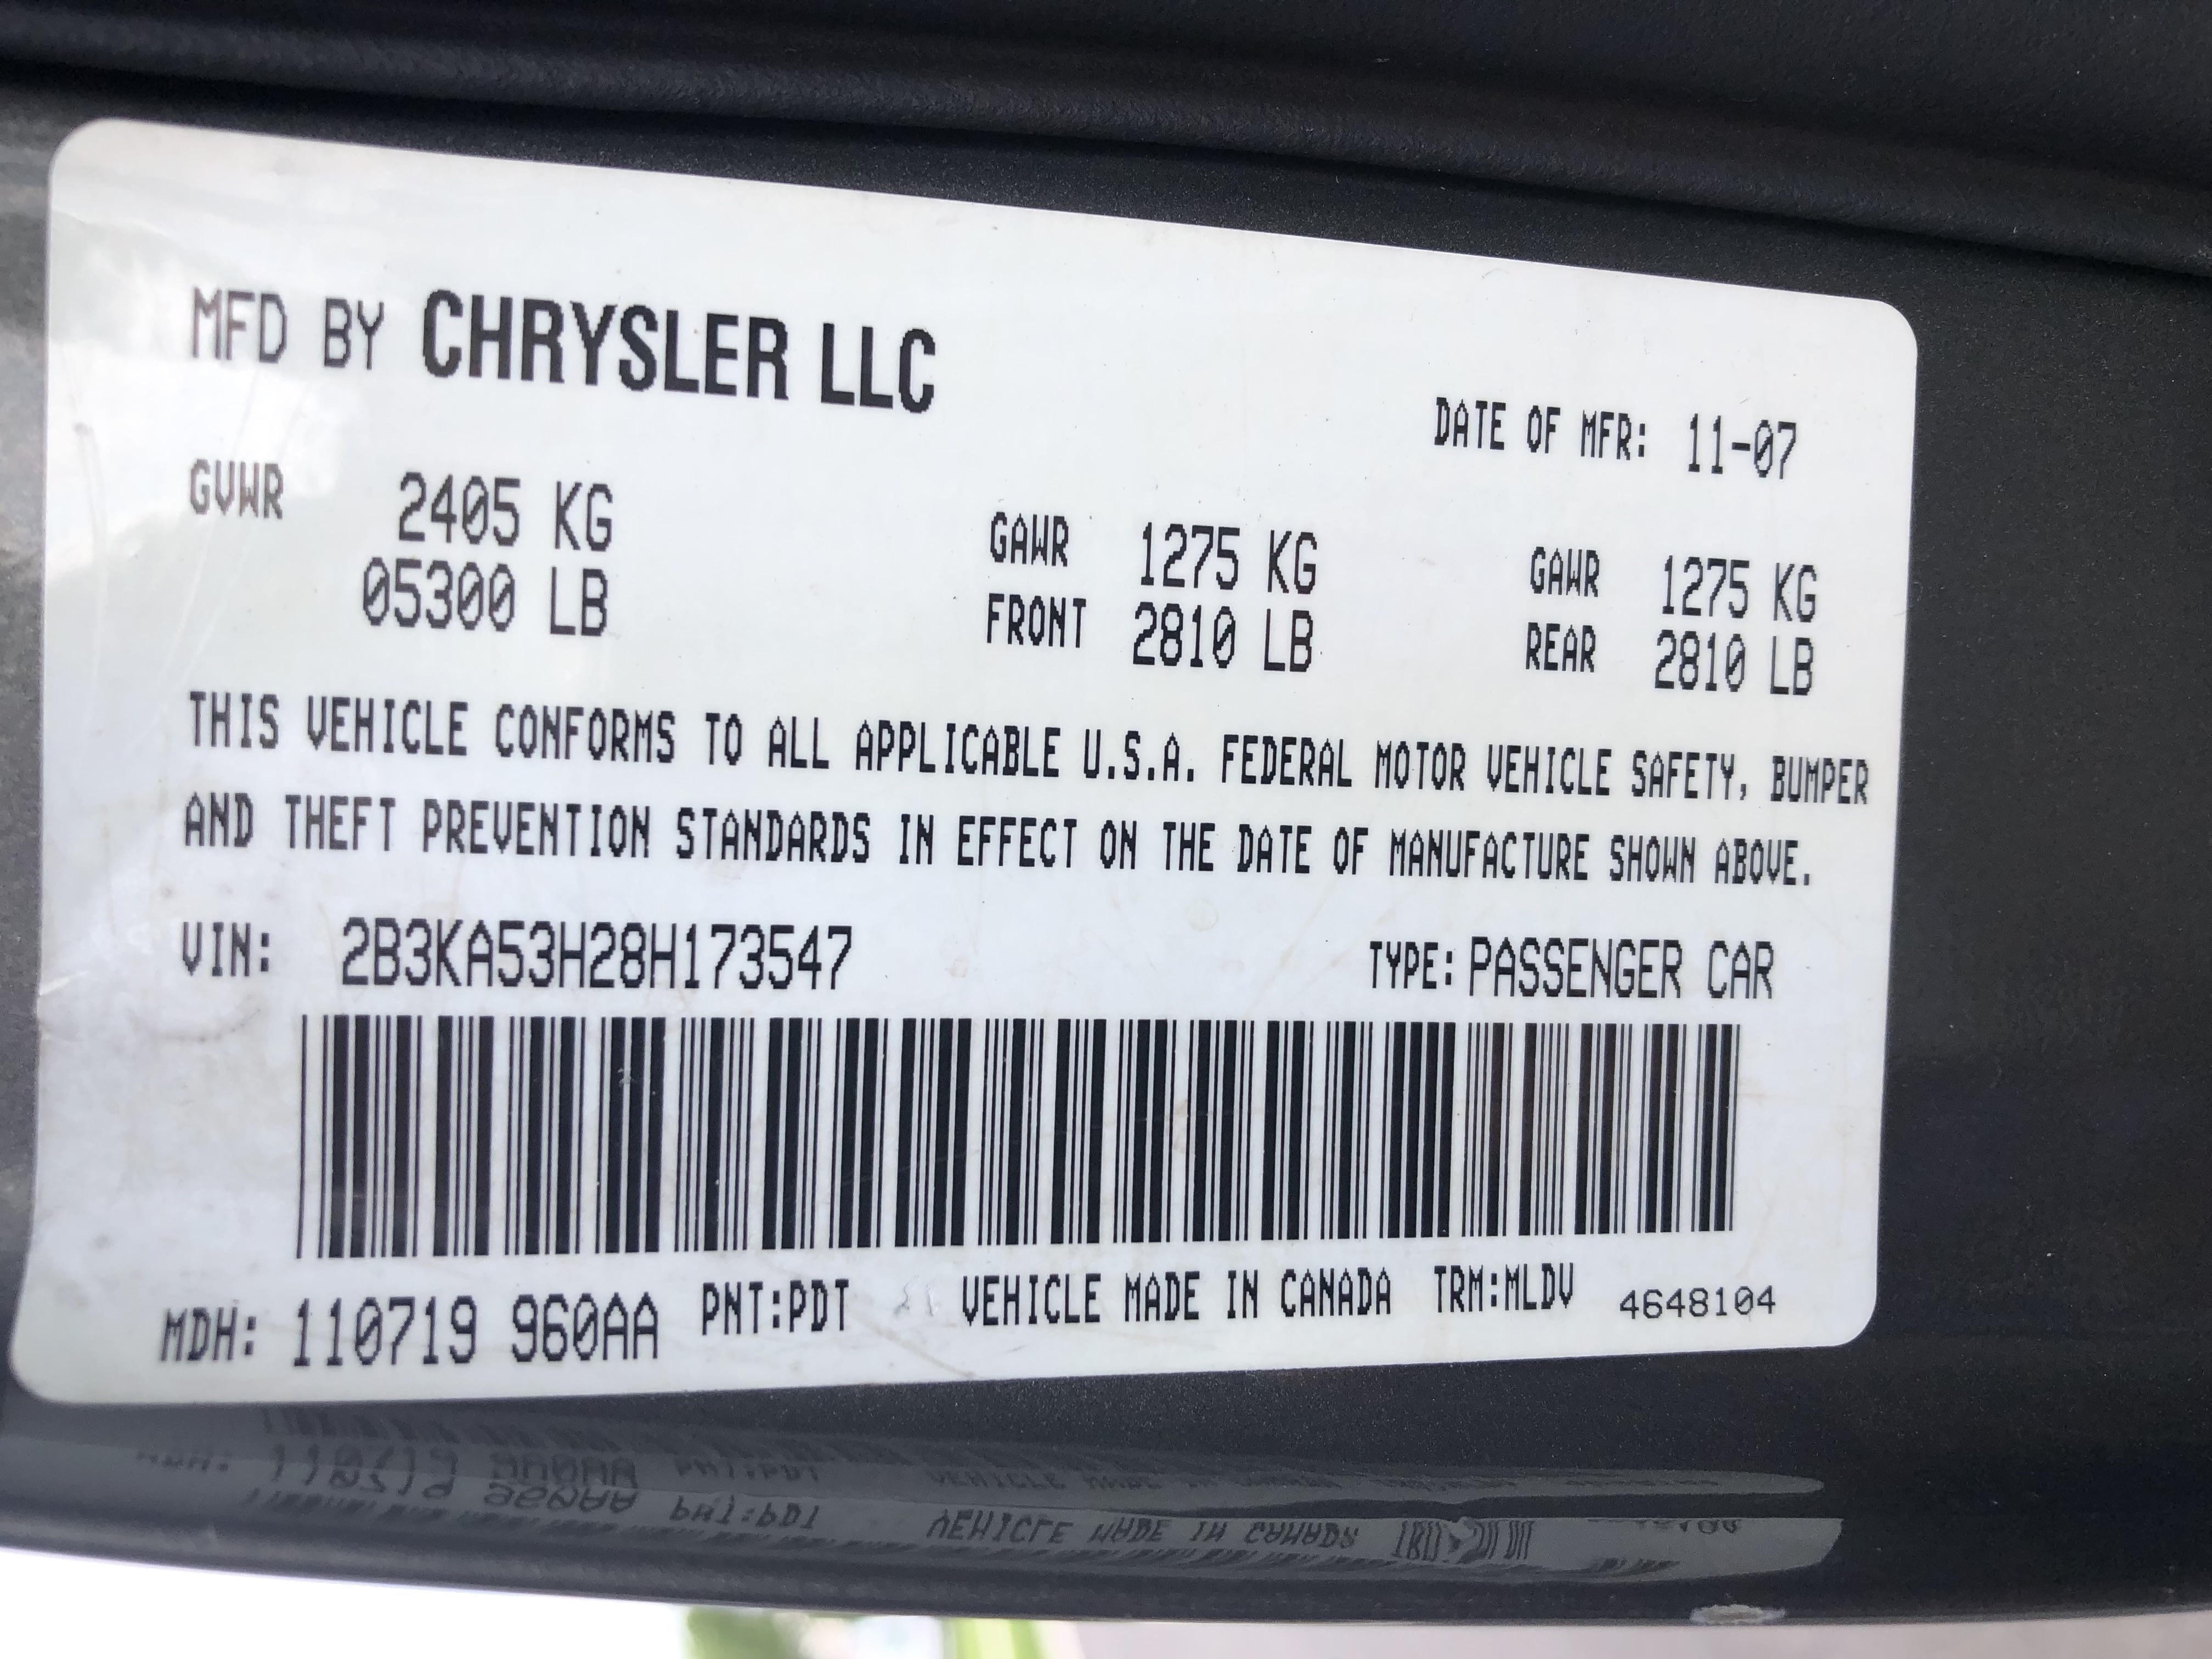 MFD BY CHRYSLER LLC
DATE OF MFR: 11-07
GVWR 2405 KG
05300 LB
GAWR 1275 KG
FRONT 2810 LB
GAWR 1275 KG
REAR 2810 LB
THIS VEHICLE CONFORMS TO ALL APPLICABLE U.S.A. FEDERAL MOTOR VEHICLE SAFETY, BUMPER
AND THEFT PREVENTION STANDARDS IN EFFECT ON THE DATE OF MANUFACTURE SHOWN ABOVE.
VIN: 2B3KA53H28H173547 TYPE: PASSENGER CAR
MDH: 110719 960AA PNT:PDT VEHICLE MADE IN CANADA TRM:MLDV 4648104